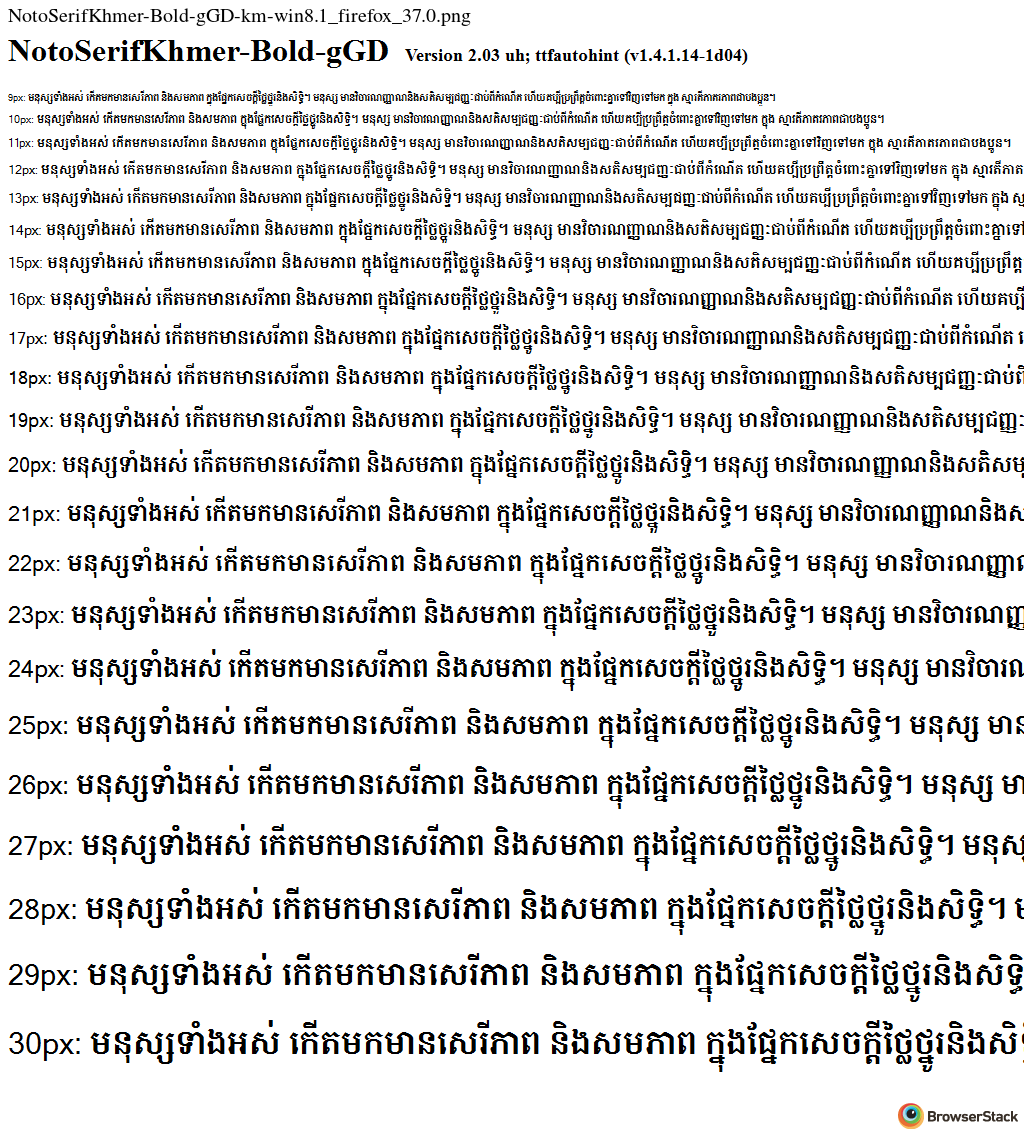 NotoSerifKhmer-Bold-gGD-km-win8.1_firefox_37.0.png
NotoSerifKhmer-Bold-gGD Version 2.03 uh; ttfautohint (v1.4.1.14-1d04)
9px: មនុស្សទាំងអស់ កើតមកមានសេរីភាព និងសមភាព ក្នុងផ្នែកសេចក្ដីថ្លៃថ្នូរនិងសិទ្ធិ។ មនុស្ស មានវិចារណញ្ញាណនិងសតិសម្បជញ្ញៈជាប់ពីកំណើត ហើយគប្បីប្រព្រឹត្តចំពោះគ្នាទៅវិញទៅមក ក្នុង ស្មារតីភាតរភាពជាបងប្អូន។
10px: មនុស្សទាំងអស់ កើតមកមានសេរីភាព និងសមភាព ក្នុងផ្នែកសេចក្ដីថ្លៃថ្នូរនិងសិទ្ធិ។ មនុស្ស មានវិចារណញ្ញាណនិងសតិសម្បជញ្ញៈជាប់ពីកំណើត ហើយគប្បីប្រព្រឹត្តចំពោះគ្នាទៅវិញទៅមក ក្នុង ស្មារតីភាតរភាពជាបងប្អូន។
11px: មនុស្សទាំងអស់ កើតមកមានសេរីភាព និងសមភាព ក្នុងផ្នែកសេចក្ដីថ្លៃថ្នូរនិងសិទ្ធិ។ មនុស្ស មានវិចារណញ្ញាណនិងសតិសម្បជញ្ញៈជាប់ពីកំណើត ហើយគប្បីប្រព្រឹត្តចំពោះគ្នាទៅវិញទៅមក ក្នុង ស្មារតីភាតរភាពជាបងប្អូន។
12px: មនុស្សទាំងអស់ កើតមកមានសេរីភាព និងសមភាព ក្នុងផ្នែកសេចក្ដីថ្លៃថ្នូរនិងសិទ្ធិ។ មនុស្ស មានវិចារណញ្ញាណនិងសតិសម្បជញ្ញៈជាប់ពីកំណើត ហើយគប្បីប្រព្រឹត្តចំពោះគ្នាទៅវិញទៅមក ក្នុង ស្មារតីភាត
13px: មនុស្សទាំងអស់ កើតមកមានសេរីភាព និងសមភាព ក្នុងផ្នែកសេចក្ដីថ្លៃថ្នូរនិងសិទ្ធិ។ មនុស្ស មានវិចារណញ្ញាណនិងសតិសម្បជញ្ញៈជាប់ពីកំណើត ហើយគប្បីប្រព្រឹត្តចំពោះគ្នាទៅវិញទៅមក ក្នុង ស្ម
14px: មនុស្សទាំងអស់ កើតមកមានសេរីភាព និងសមភាព ក្នុងផ្នែកសេចក្ដីថ្លៃថ្នូរនិងសិទ្ធិ។ មនុស្ស មានវិចារណញ្ញាណនិងសតិសម្បជញ្ញៈជាប់ពីកំណើត ហើយគប្បីប្រព្រឹត្តចំពោះគ្នាទៅ
15px: មនុស្សទាំងអស់ កើតមកមានសេរីភាព និងសមភាព ក្នុងផ្នែកសេចក្ដីថ្លៃថ្នូរនិងសិទ្ធិ។ មនុស្ស មានវិចារណញ្ញាណនិងសតិសម្បជញ្ញៈជាប់ពីកំណើត ហើយគប្បីប្រព្រឹត្ត
16px: មនុស្សទាំងអស់ កើតមកមានសេរីភាព និងសមភាព ក្នុងផ្នែកសេចក្ដីថ្លៃថ្នូរនិងសិទ្ធិ។ មនុស្ស មានវិចារណញ្ញាណនិងសតិសម្បជញ្ញៈជាប់ពីកំណើត ហើយគប្បី
17px: មនុស្សទាំងអស់ កើតមកមានសេរីភាព និងសមភាព ក្នុងផ្នែកសេចក្ដីថ្លៃថ្នូរនិងសិទ្ធិ។ មនុស្ស មានវិចារណញ្ញាណនិងសតិសម្បជញ្ញៈជាប់ពីកំណើត
18px: មនុស្សទាំងអស់ កើតមកមានសេរីភាព និងសមភាព ក្នុងផ្នែកសេចក្ដីថ្លៃថ្នូរនិងសិទ្ធិ។ មនុស្ស មានវិចារណញ្ញាណនិងសតិសម្បជញ្ញៈជាប់ពី
19px: មនុស្សទាំងអស់ កើតមកមានសេរីភាព និងសមភាព ក្នុងផ្នែកសេចក្ដីថ្លៃថ្នូរនិងសិទ្ធិ។ មនុស្ស មានវិចារណញ្ញាណនិងសតិសម្បជញ្ញៈ
20px: មនុស្សទាំងអស់ កើតមកមានសេរីភាព និងសមភាព ក្នុងផ្នែកសេចក្ដីថ្លៃថ្នូរនិងសិទ្ធិ។ មនុស្ស មានវិចារណញ្ញាណនិងសតិសម
21px: មនុស្សទាំងអស់ កើតមកមានសេរីភាព និងសមភាព ក្នុងផ្នែកសេចក្ដីថ្លៃថ្នូរនិងសិទ្ធិ។ មនុស្ស មានវិចារណញ្ញាណនិងស
22px: មនុស្សទាំងអស់ កើតមកមានសេរីភាព និងសមភាព ក្នុងផ្នែកសេចក្ដីថ្លៃថ្នូរនិងសិទ្ធិ។ មនុស្ស មានវិចារណញ្ញាណ
23px: មនុស្សទាំងអស់ កើតមកមានសេរីភាព និងសមភាព ក្នុងផ្នែកសេចក្ដីថ្លៃថ្នូរនិងសិទ្ធិ។ មនុស្ស មានវិចារណញ្ញ
24px: មនុស្សទាំងអស់ កើតមកមានសេរីភាព និងសមភាព ក្នុងផ្នែកសេចក្ដីថ្លៃថ្នូរនិងសិទ្ធិ។ មនុស្ស មានវិចារណ
25px: មនុស្សទាំងអស់ កើតមកមានសេរីភាព និងសមភាព ក្នុងផ្នែកសេចក្ដីថ្លៃថ្នូរនិងសិទ្ធិ។ មនុស្ស មាន
26px: មនុស្សទាំងអស់ កើតមកមានសេរីភាព និងសមភាព ក្នុងផ្នែកសេចក្ដីថ្លៃថ្នូរនិងសិទ្ធិ។ មនុស្ស មា
27px: មនុស្សទាំងអស់ កើតមកមានសេរីភាព និងសមភាព ក្នុងផ្នែកសេចក្ដីថ្លៃថ្នូរនិងសិទ្ធិ។ មនុស្ស
28px: មនុស្សទាំងអស់ កើតមកមានសេរីភាព និងសមភាព ក្នុងផ្នែកសេចក្ដីថ្លៃថ្នូរនិងសិទ្ធិ។ ម
29px: មនុស្សទាំងអស់ កើតមកមានសេរីភាព និងសមភាព ក្នុងផ្នែកសេចក្ដីថ្លៃថ្នូរនិងសិទ្ធិ
30px: មនុស្សទាំងអស់ កើតមកមានសេរីភាព និងសមភាព ក្នុងផ្នែកសេចក្ដីថ្លៃថ្នូរនិងសិ
BrowserStack